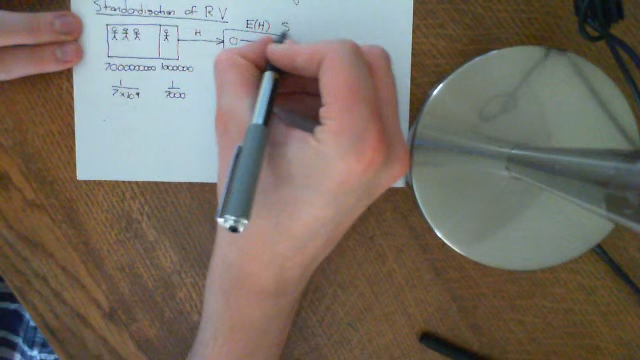 Standardisation of R.V
H E(H) S
7000000000 1000000
1/7×10⁹ 1/7000